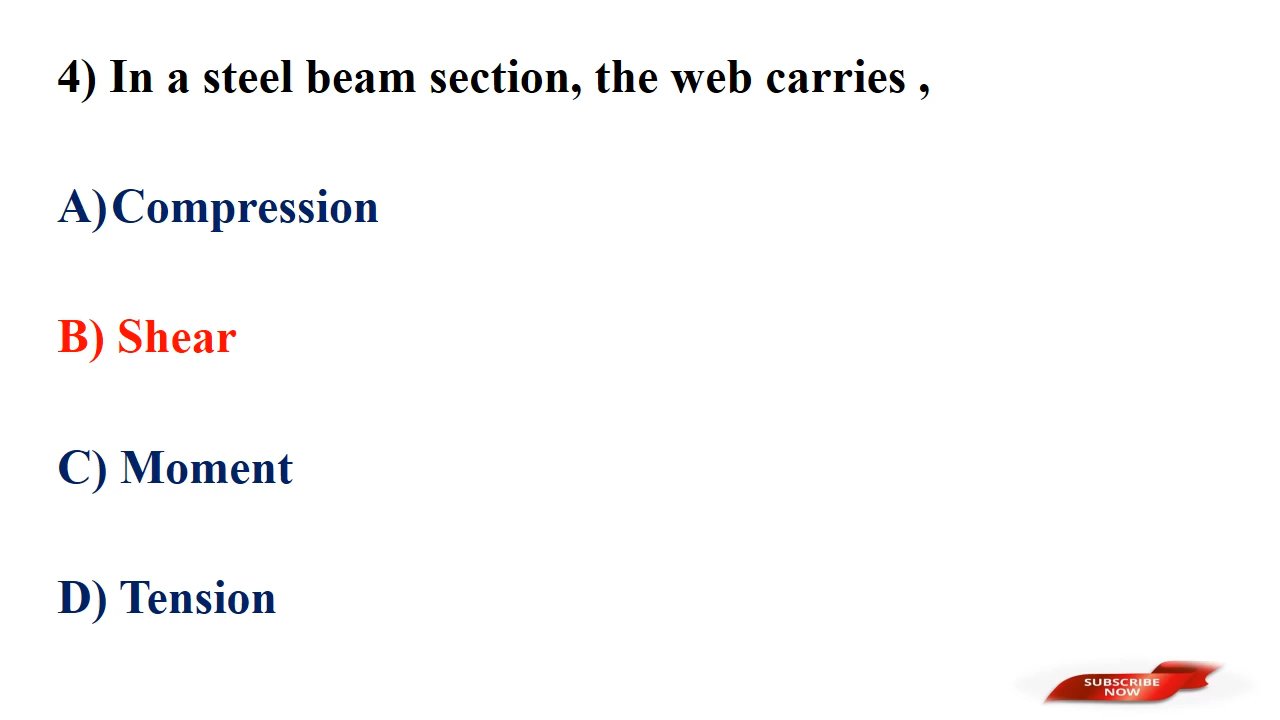 4) In a steel beam section, the web carries ,
A) Compression
B) Shear
C) Moment
D) Tension
SUBSCRIBE
NOW